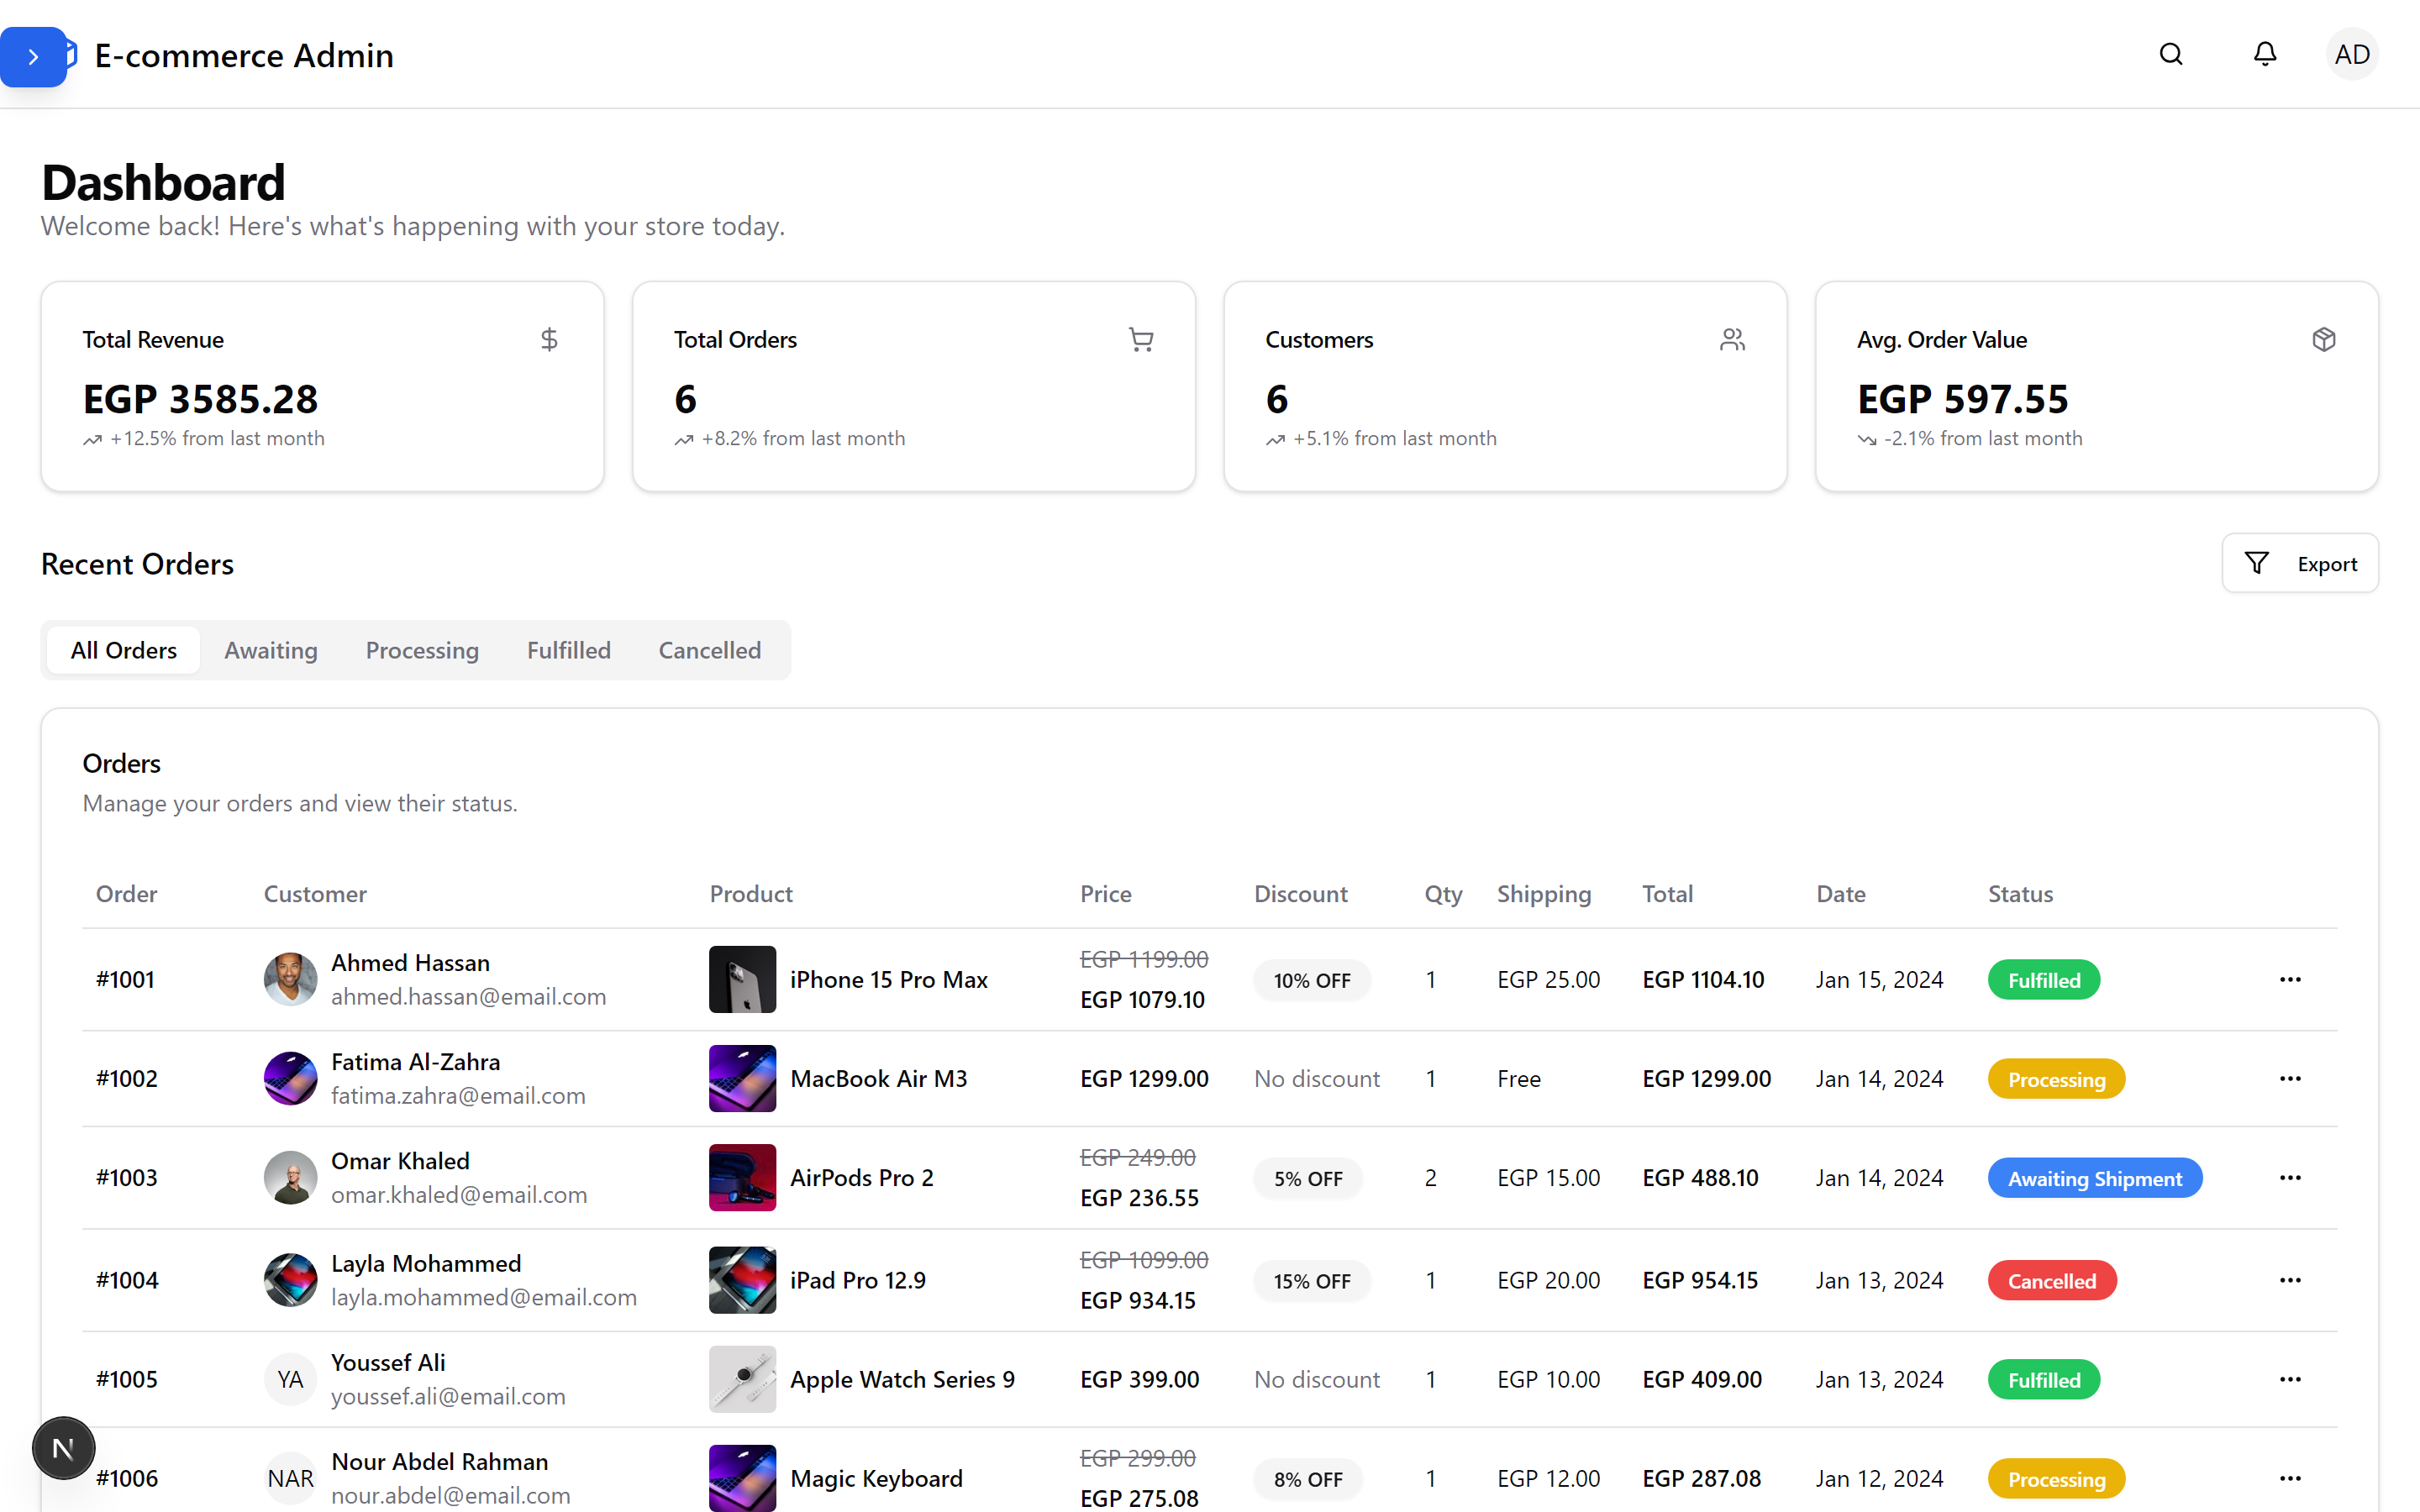 E-commerce Admin
AD
Dashboard
Welcome back! Here's what's happening with your store today.
Total Revenue
EGP 3585.28
+12.5% from last month
Total Orders
6
+8.2% from last month
Customers
6
+5.1% from last month
Avg. Order Value
EGP 597.55
-2.1% from last month
Recent Orders
Export
All Orders Awaiting Processing Fulfilled Cancelled
Orders
Manage your orders and view their status.
Order Customer Product Price Discount Qty Shipping Total Date Status
#1001
Ahmed Hassan
ahmed.hassan@email.com
iPhone 15 Pro Max
EGP 1199.00
EGP 1079.10
10% OFF
1
EGP 25.00
EGP 1104.10
Jan 15, 2024
Fulfilled
#1002
Fatima Al-Zahra
fatima.zahra@email.com
MacBook Air M3
EGP 1299.00
No discount
1
Free
EGP 1299.00
Jan 14, 2024
Processing
#1003
Omar Khaled
omar.khaled@email.com
AirPods Pro 2
EGP 249.00
EGP 236.55
5% OFF
2
EGP 15.00
EGP 488.10
Jan 14, 2024
Awaiting Shipment
#1004
Layla Mohammed
layla.mohammed@email.com
iPad Pro 12.9
EGP 1099.00
EGP 934.15
15% OFF
1
EGP 20.00
EGP 954.15
Jan 13, 2024
Cancelled
#1005
YA
Youssef Ali
youssef.ali@email.com
Apple Watch Series 9
EGP 399.00
No discount
1
EGP 10.00
EGP 409.00
Jan 13, 2024
Fulfilled
N
#1006
NAR
Nour Abdel Rahman
nour.abdel@email.com
Magic Keyboard
EGP 299.00
EGP 275.08
8% OFF
1
EGP 12.00
EGP 287.08
Jan 12, 2024
Processing